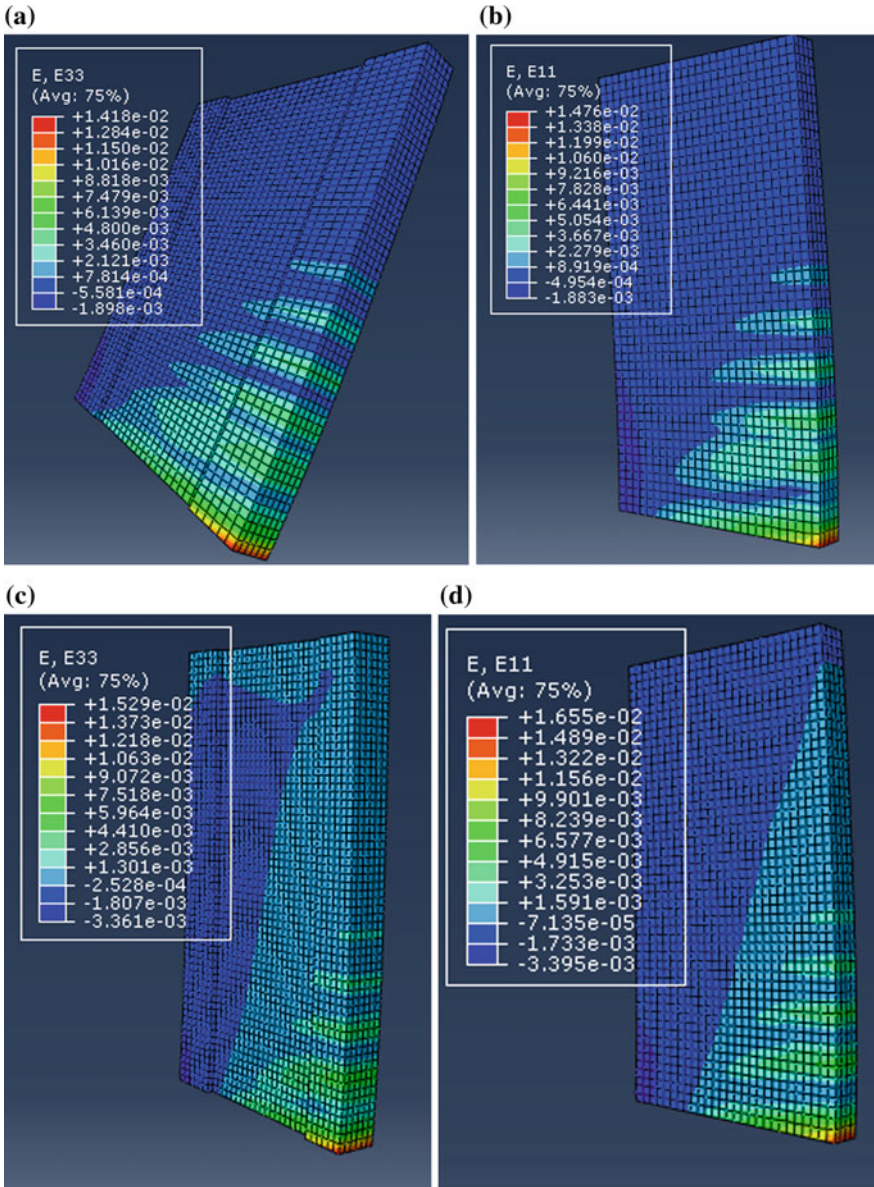 (a)
E, E33
(Avg: 75%)
+1.418e-02
+1.284e-02
+1.150e-02
+1.016e-02
+8.818e-03
+7.479e-03
+6.139e-03
+4.800e-03
+3.460e-03
+2.121e-03
+7.814e-04
-5.581e-04
-1.898e-03
(b)
E, E11
(Avg: 75%)
+1.476e-02
+1.338e-02
+1.199e-02
+1.060e-02
+9.216e-03
+7.828e-03
+6.441e-03
+5.054e-03
+3.667e-03
+2.279e-03
+8.919e-04
-4.954e-04
-1.883e-03
(c)
E, E33
(Avg: 75%)
+1.529e-02
+1.373e-02
+1.218e-02
+1.063e-02
+9.072e-03
+7.518e-03
+5.964e-03
+4.410e-03
+2.856e-03
+1.301e-03
-2.528e-04
-1.807e-03
-3.361e-03
(d)
E, E11
(Avg: 75%)
+1.655e-02
+1.489e-02
+1.322e-02
+1.156e-02
+9.901e-03
+8.239e-03
+6.577e-03
+4.915e-03
+3.253e-03
+1.591e-03
-7.135e-05
-1.733e-03
-3.395e-03